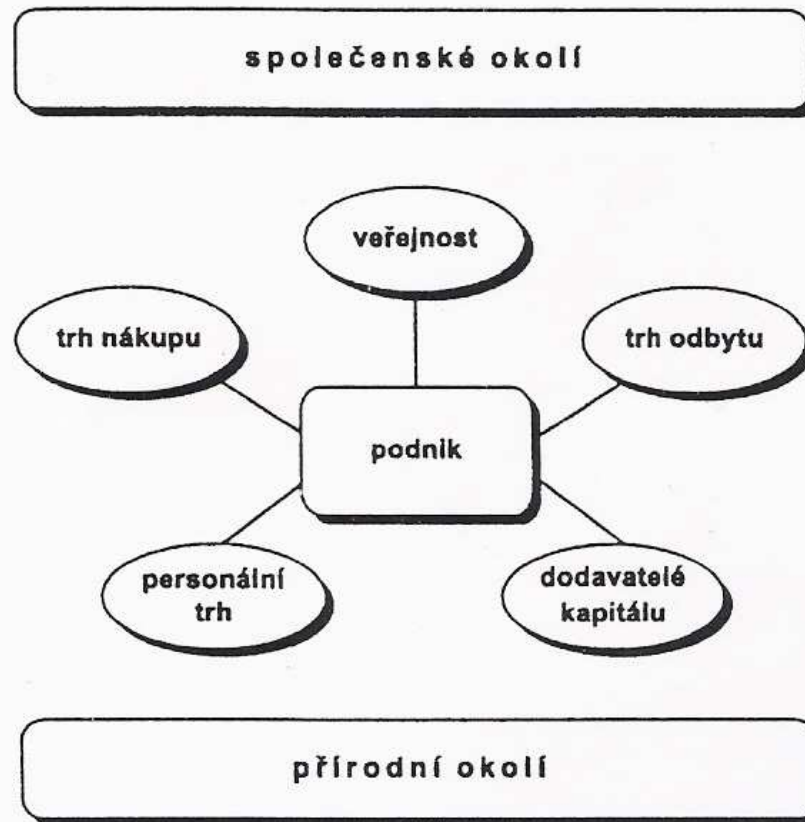 společenské okolí
veřejnost
trh nákupu
trh odbytu
podnik
personální
trh
dodavatelé
kapitálu
přírodní okolí